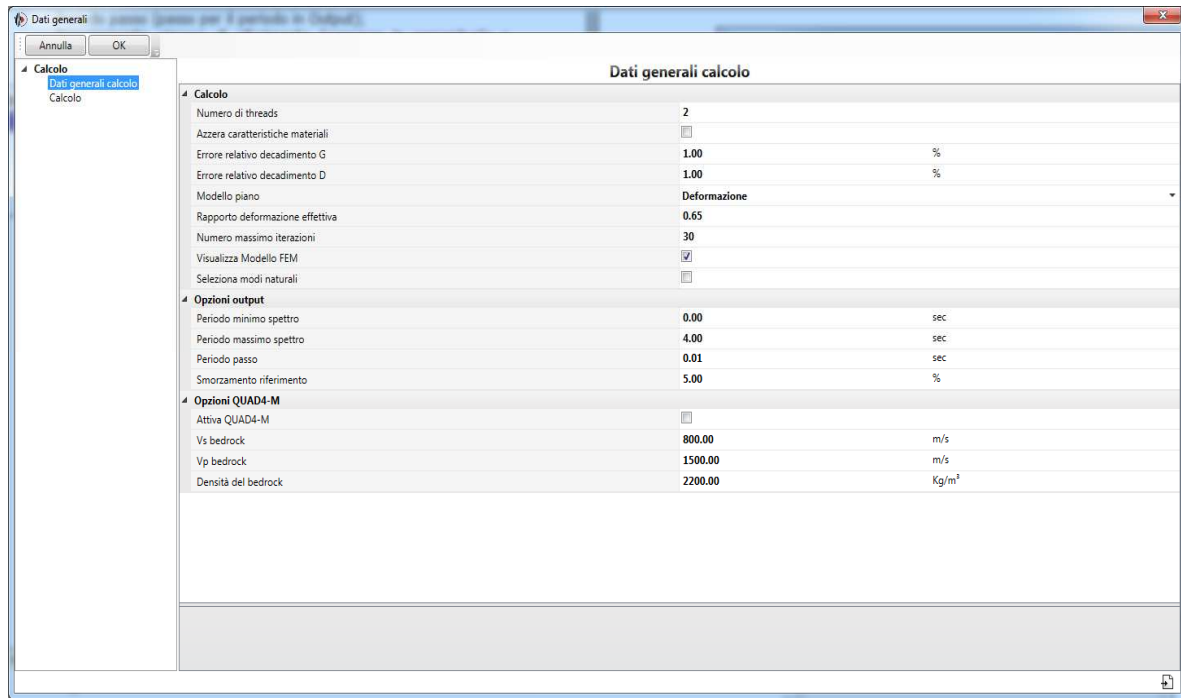 Dati generali
Annulla OK
Calcolo
Dati generali calcolo
Calcolo
Dati generali calcolo
Calcolo
Numero di threads 2
Azzera caratteristiche materiali
Errore relativo decadimento G 1.00 %
Errore relativo decadimento D 1.00 %
Modello piano Deformazione
Rapporto deformazione effettiva 0.65
Numero massimo iterazioni 30
Visualizza Modello FEM
Seleziona modi naturali
Opzioni output
Periodo minimo spettro 0.00 sec
Periodo massimo spettro 4.00 sec
Periodo passo 0.01 sec
Smorzamento riferimento 5.00 %
Opzioni QUAD4-M
Attiva QUAD4-M
Vs bedrock 800.00 m/s
Vp bedrock 1500.00 m/s
Densità del bedrock 2200.00 Kg/m³